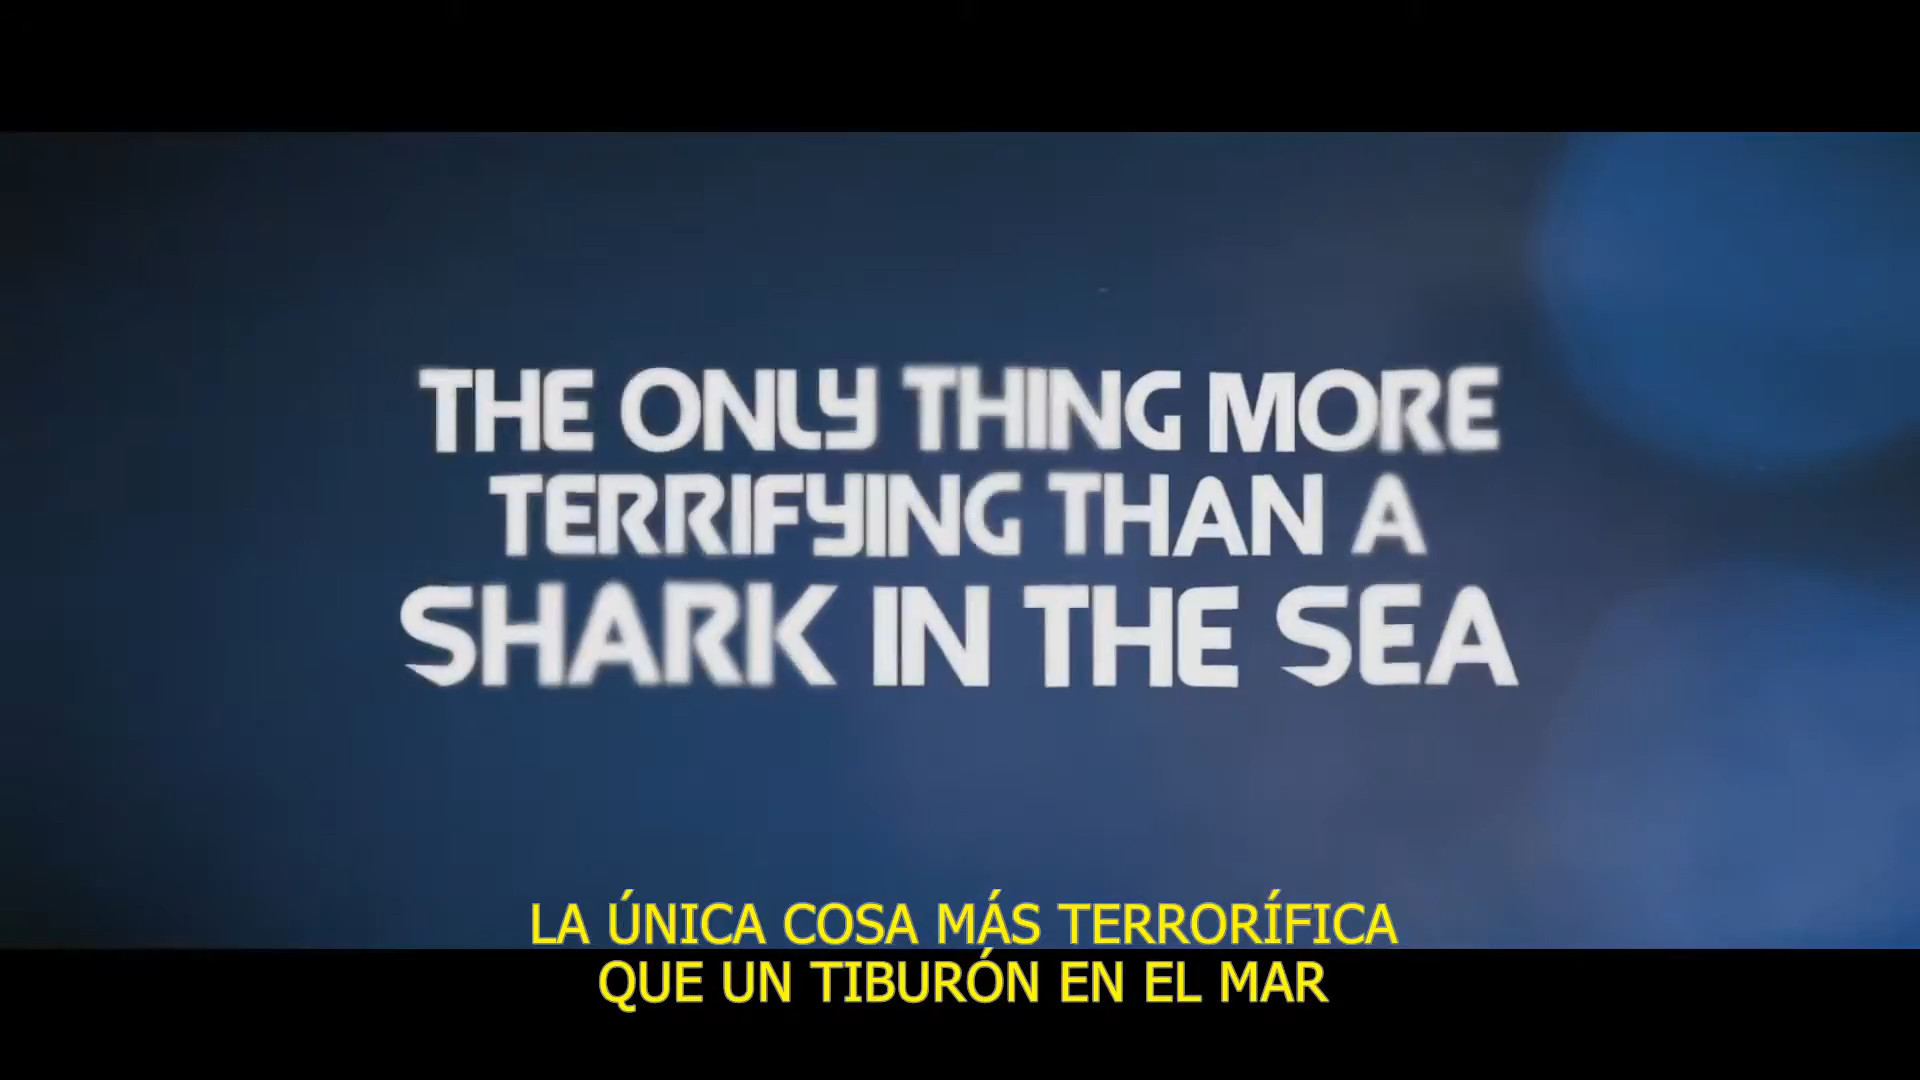 THE ONLY THING MORE
TERRIFYING THAN A
SHARK IN THE SEA
LA ÚNICA COSA MÁS TERRORÍFICA
QUE UN TIBURÓN EN EL MAR